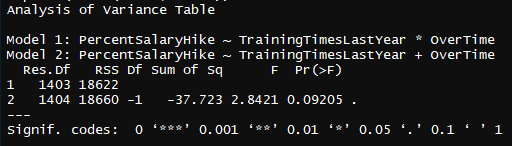 Analysis of Variance Table
Model 1: PercentSalaryHike ~ TrainingTimesLastYear * OverTime
Model 2: PercentSalaryHike ~ TrainingTimesLastYear + OverTime
Res.Df RSS Df Sum of Sq F Pr(>F)
1 1403 18622
2 1404 18660 -1 -37.723 2.8421 0.09205 .
---
Signif. codes: 0 ‘***’ 0.001 ‘**’ 0.01 ‘*’ 0.05 ‘.’ 0.1 ‘ ’ 1